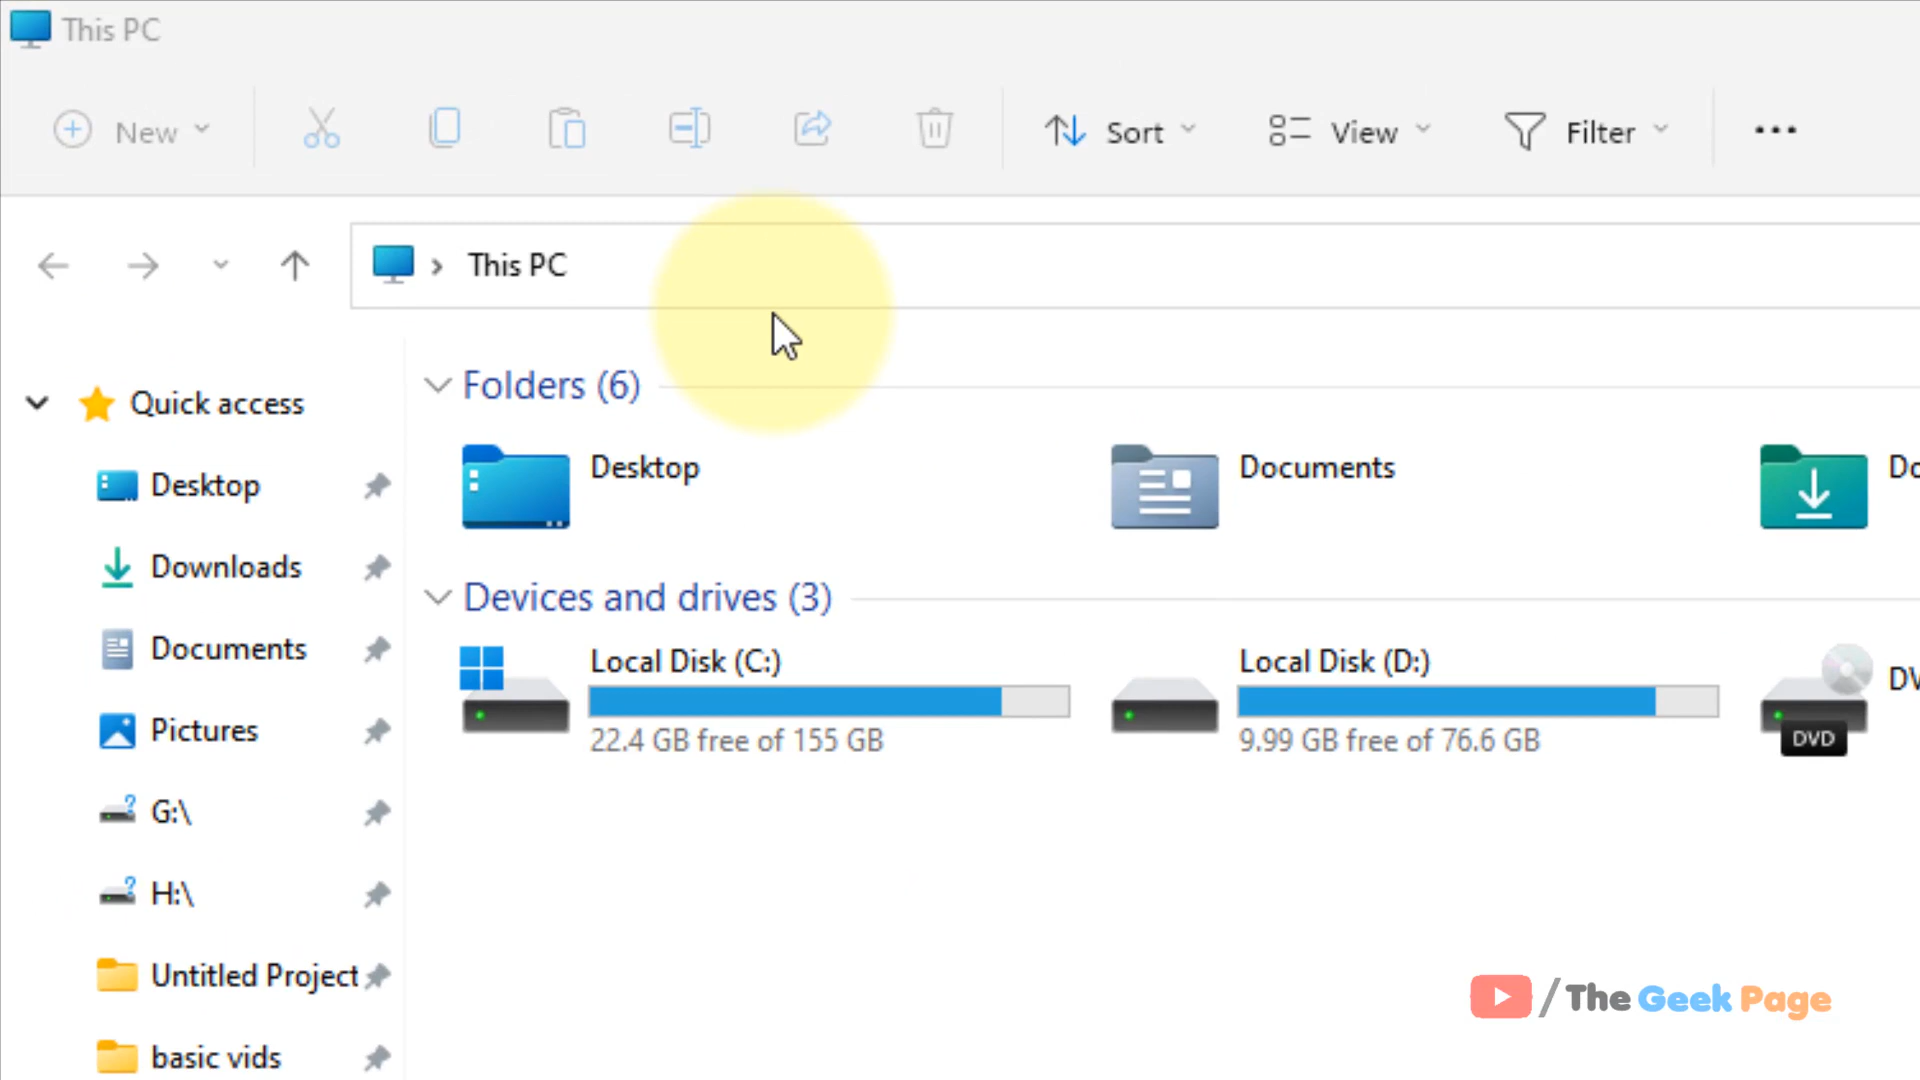 This PC
New
Sort
View
Filter
This PC
Quick access
Desktop
Downloads
Documents
Pictures
G:\
H:\
Untitled Project
basic vids
Folders (6)
Desktop
Documents
Do
Devices and drives (3)
Local Disk (C:)
22.4 GB free of 155 GB
Local Disk (D:)
9.99 GB free of 76.6 GB
DV
DVD
/The Geek Page